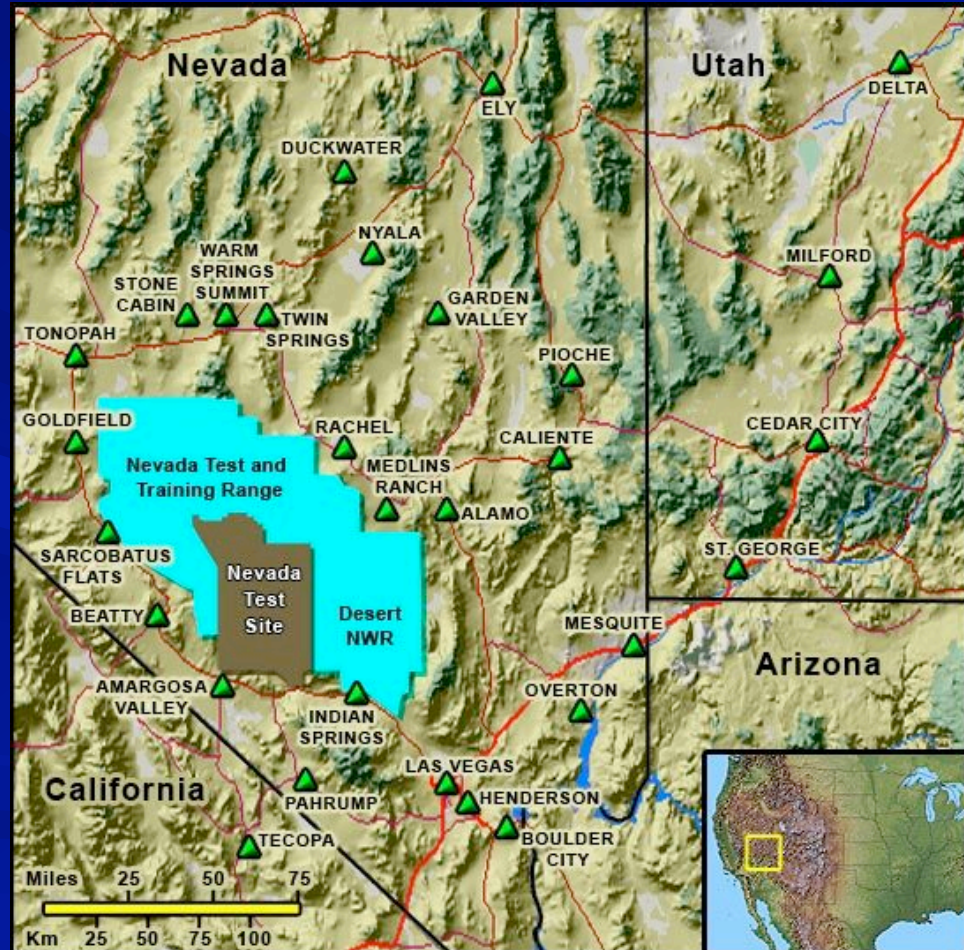 Nevada
Utah
DELTA
ELY
DUCKWATER
NYALA
WARM
SPRINGS
SUMMIT
STONE
CABIN
TWIN
SPRINGS
GARDEN
VALLEY
MILFORD
TONOPAH
PIOCHE
GOLDFIELD
RACHEL
CALIENTE
CEDAR CITY
Nevada Test and
Training Range
MEDLINS
RANCH
ALAMO
SARCOBATUS
FLATS
ST. GEORGE
Nevada
Test
Site
Desert
NWR
BEATTY
MESQUITE
Arizona
AMARGOSA
VALLEY
OVERTON
INDIAN
SPRINGS
California
PAHRUMP
LAS VEGAS
HENDERSON
BOULDER
CITY
TECOPA
Miles 25 50 75
Km 25 50 75 100